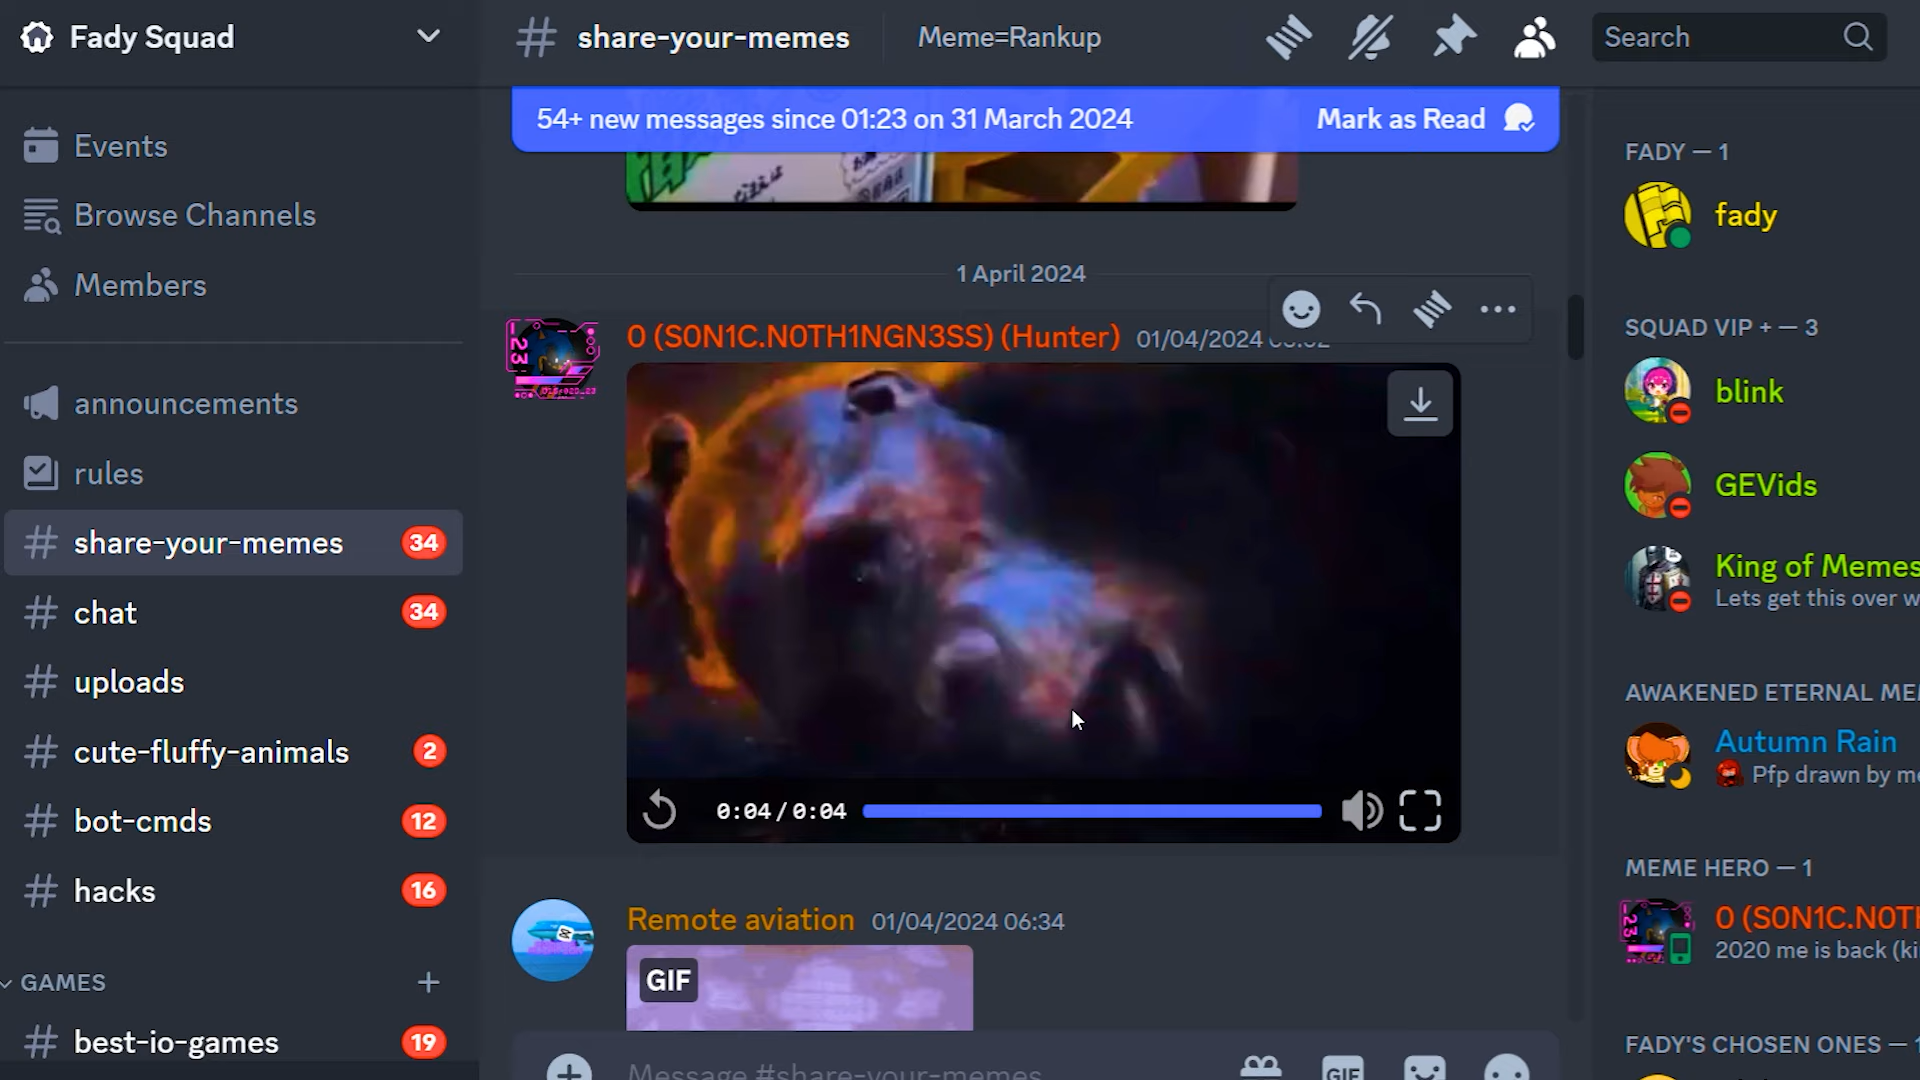 Fady Squad
share-your-memes
Meme=Rankup
Search
54+ new messages since 01:23 on 31 March 2024
Mark as Read
Events
Browse Channels
Members
announcements
rules
share-your-memes 34
chat 34
uploads
cute-fluffy-animals 2
bot-cmds 12
hacks 16
GAMES
best-io-games 19
1 April 2024
0 (S0N1C.N0TH1NGN3SS) (Hunter) 01/04/2024
0:04/0:04
Remote aviation 01/04/2024 06:34
GIF
Message #share-your-memes
GIF
FADY — 1
fady
SQUAD VIP + — 3
blink
GEVids
King of Memes
Lets get this over w
AWAKENED ETERNAL ME
Autumn Rain
Pfp drawn by m
MEME HERO — 1
0 (S0N1C.N0T
2020 me is back (ki
FADY'S CHOSEN ONES — 1